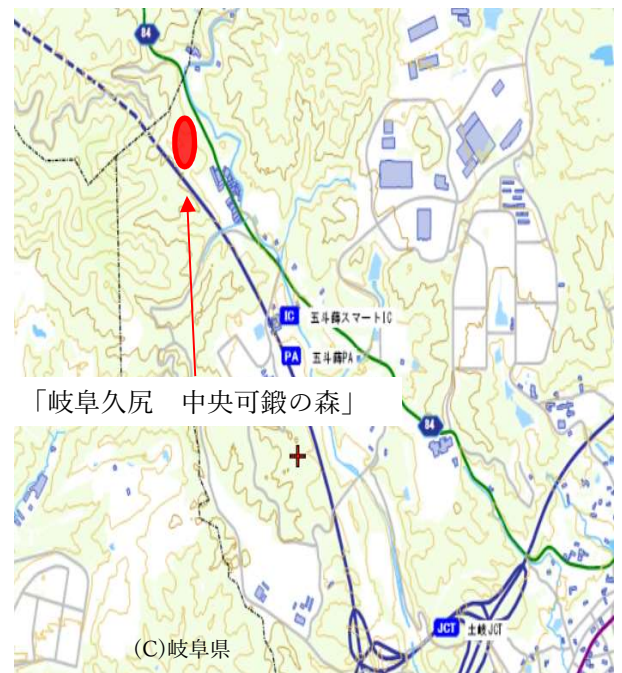 84
IC 五斗蒔スマートIC
PA 五斗蒔PA
「岐阜久尻　中央可鍛の森」
84
JCT 土岐JCT
(C)岐阜県